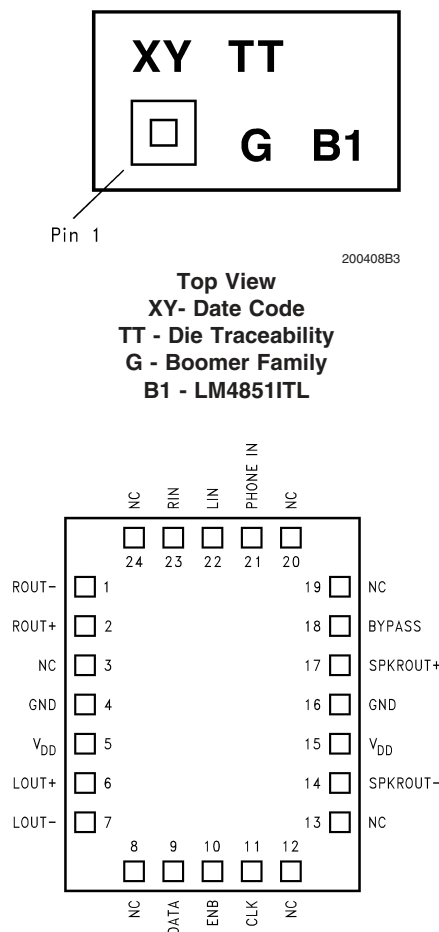 XY TT
G B1
Pin 1
200408B3
Top View
XY- Date Code
TT - Die Traceability
G - Boomer Family
B1 - LM4851ITL
NC RIN LIN PHONE IN NC
24 23 22 21 20
ROUT- 1 19 NC
ROUT+ 2 18 BYPASS
NC 3 17 SPKROUT+
GND 4 16 GND
VDD 5 15 VDD
LOUT+ 6 14 SPKROUT-
LOUT- 7 13 NC
8 9 10 11 12
NC DATA ENB CLK NC